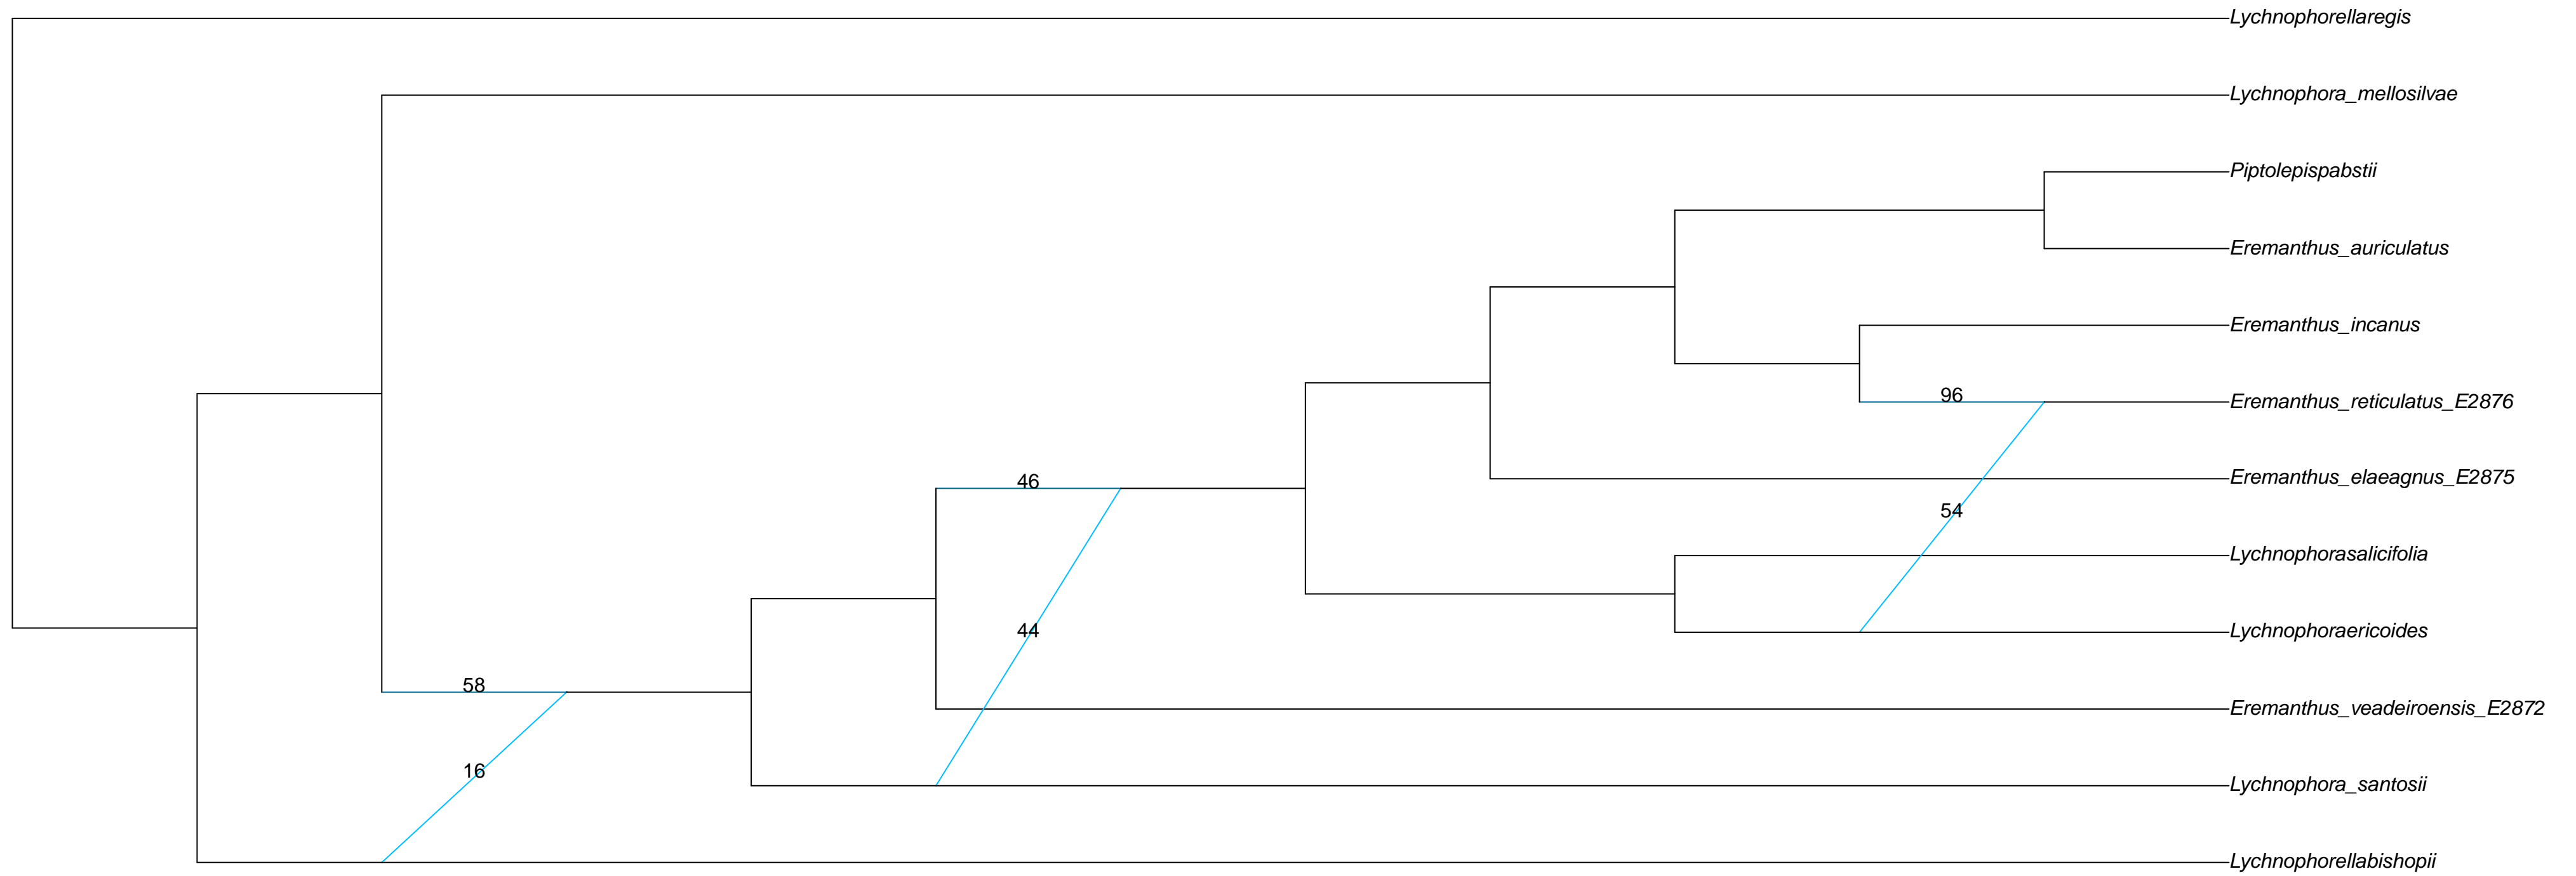 Lychnophorellaregis
Lychnophora_mellosilvae
Piptolepispabstii
Eremanthus_auriculatus
Eremanthus_incanus
96
Eremanthus_reticulatus_E2876
46
Eremanthus_elaeagnus_E2875
54
Lychnophorasalicifolia
44
Lychnophoraericoides
58
Eremanthus_veadeiroensis_E2872
16
Lychnophora_santosii
Lychnophorellabishopii